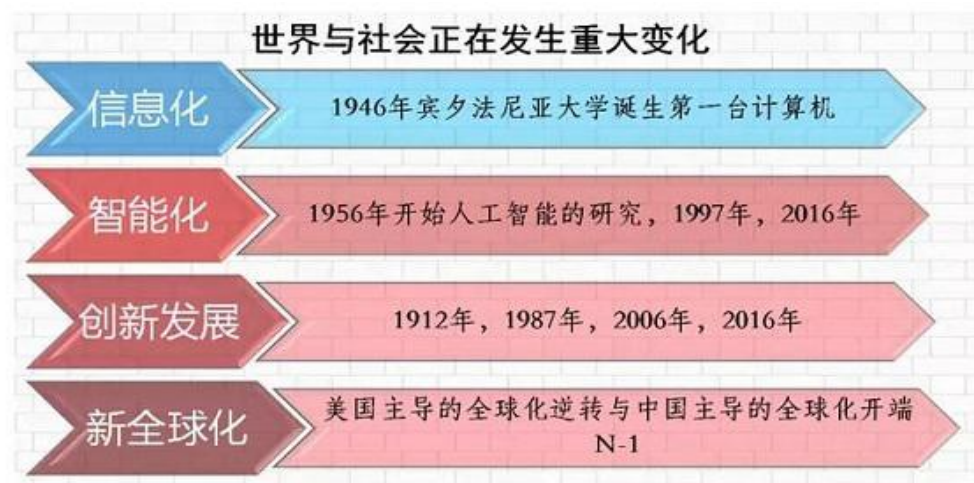 世界与社会正在发生重大变化
信息化
1946年宾夕法尼亚大学诞生第一台计算机
智能化
1956年开始人工智能的研究，1997年，2016年
创新发展
1912年，1987年，2006年，2016年
新全球化
美国主导的全球化逆转与中国主导的全球化开端
N-1